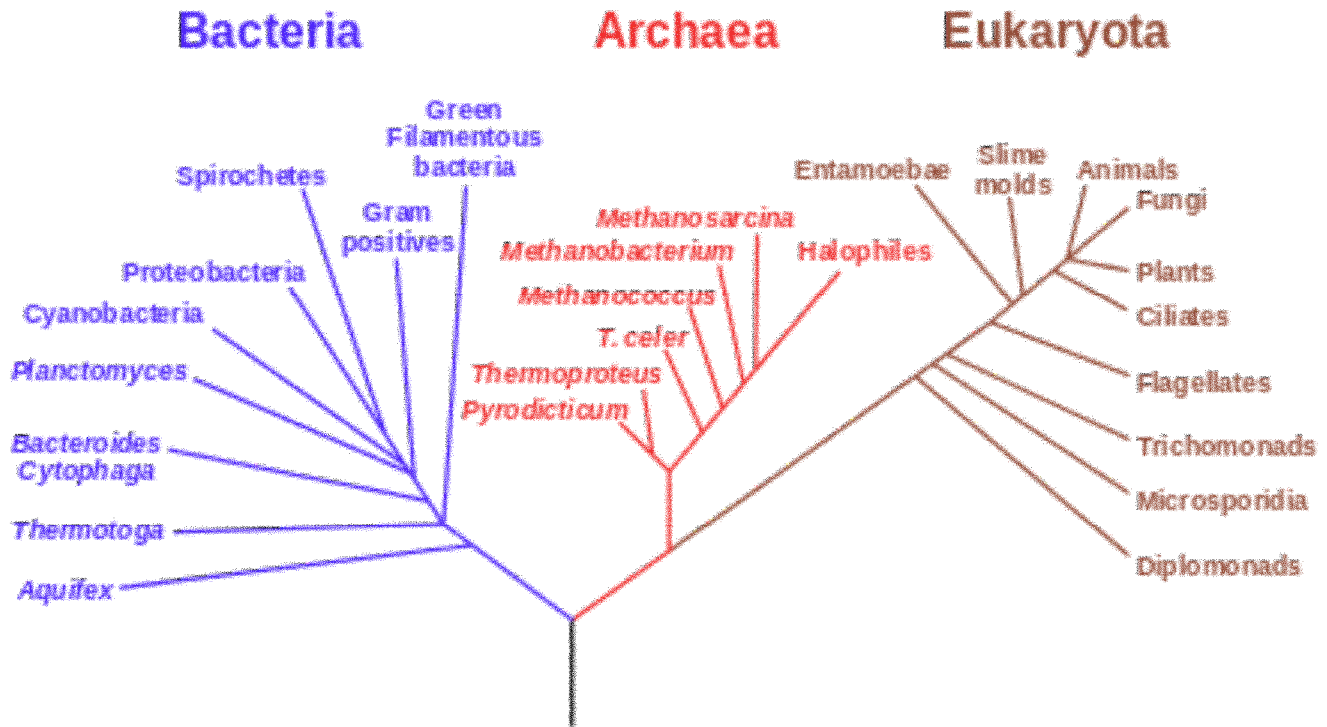 Bacteria
Archaea
Eukaryota
Green
Filamentous
bacteria
Spirochetes
Gram
positives
Proteobacteria
Cyanobacteria
Planctomyces
Bacteroides
Cytophaga
Thermotoga
Aquifex
Methanosarcina
Methanobacterium
Halophiles
Methanococcus
T. celer
Thermoproteus
Pyrodicticum
Entamoebae
Slime
molds
Animals
Fungi
Plants
Ciliates
Flagellates
Trichomonads
Microsporidia
Diplomonads